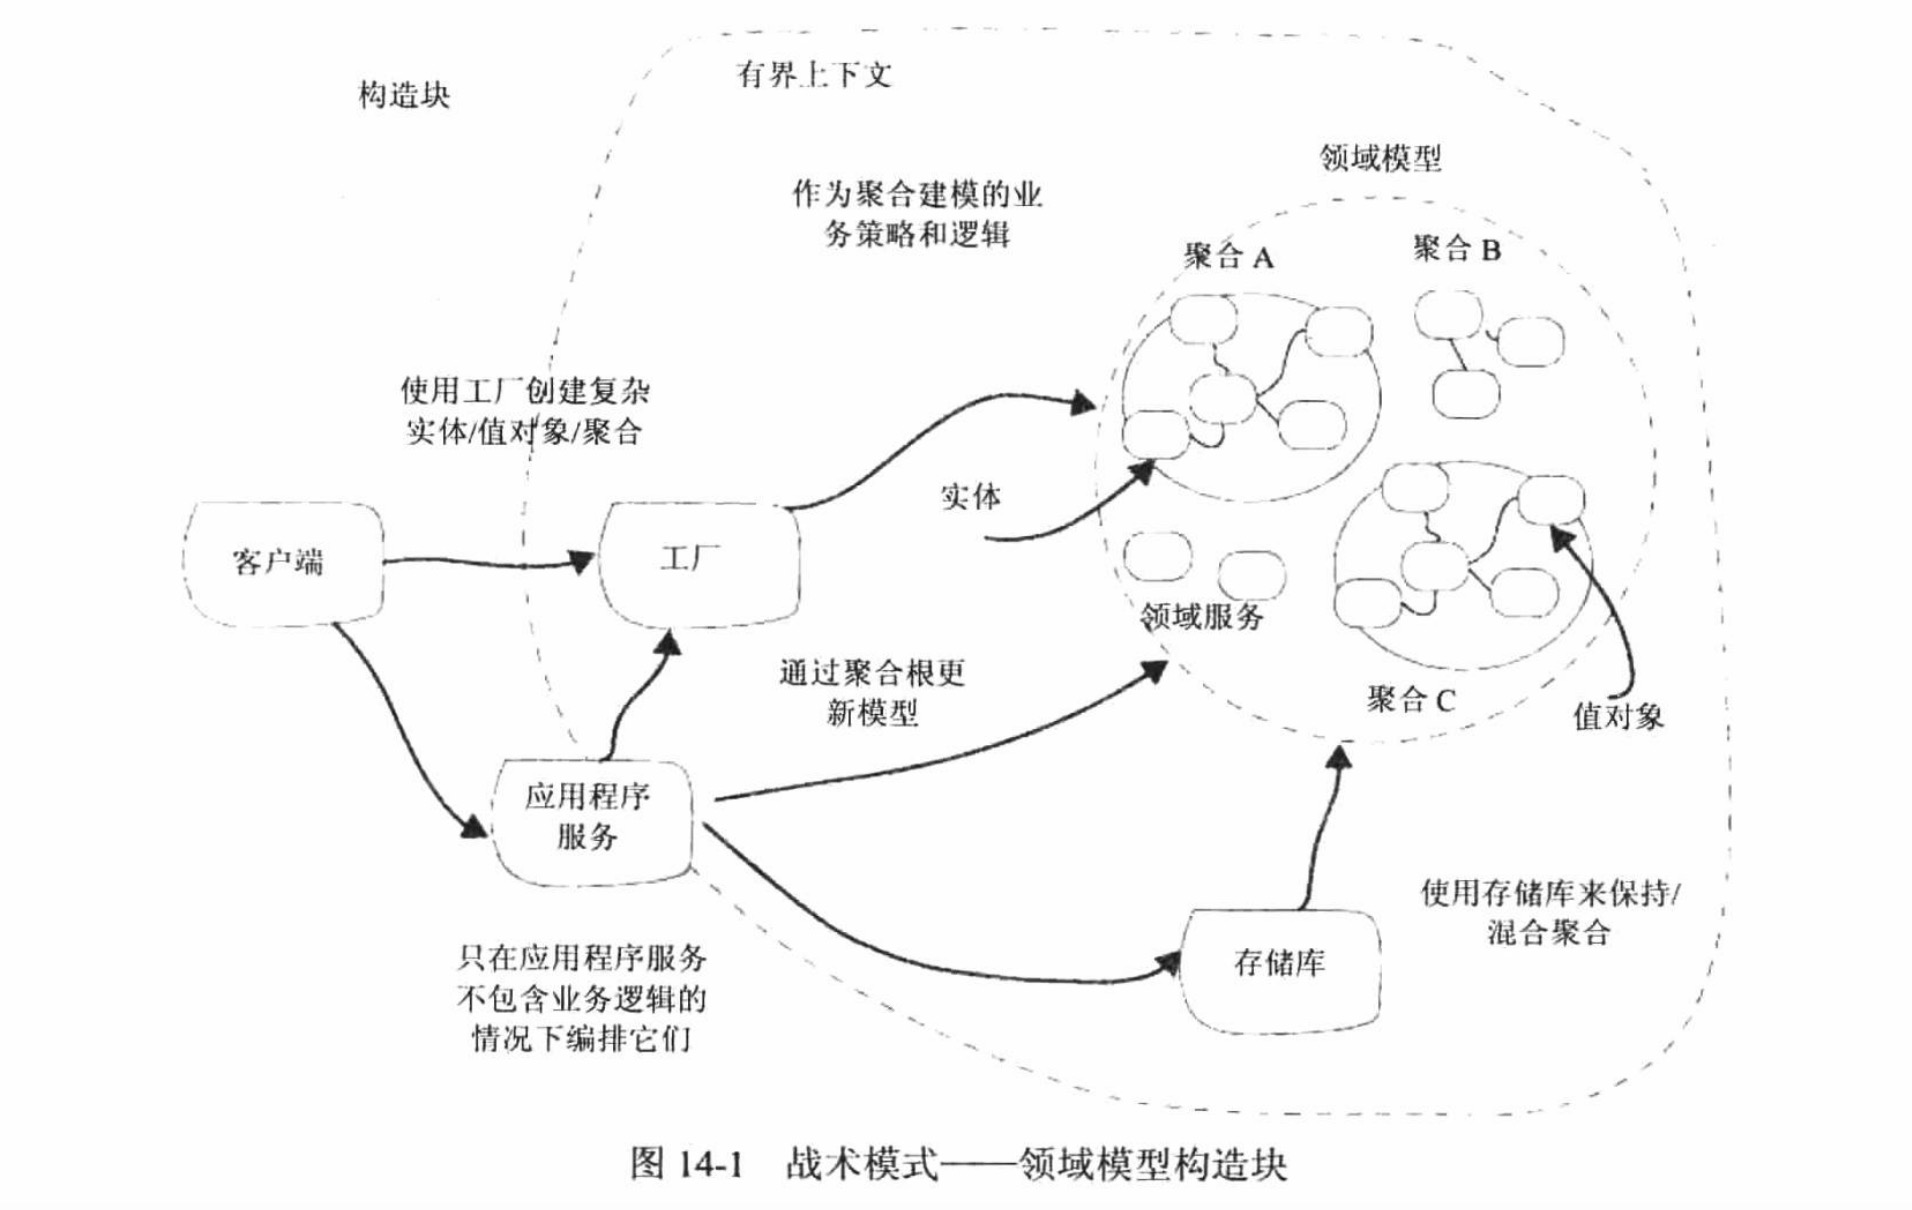 构造块
有界上下文
领域模型
作为聚合建模的业
务策略和逻辑
聚合 A
聚合 B
使用工厂创建复杂
实体/值对象/聚合
实体
客户端
工厂
领域服务
通过聚合根更
新模型
聚合 C
值对象
应用程序
服务
使用存储库来保持/
混合聚合
存储库
只在应用程序服务
不包含业务逻辑的
情况下编排它们
图 14-1 战术模式——领域模型构造块